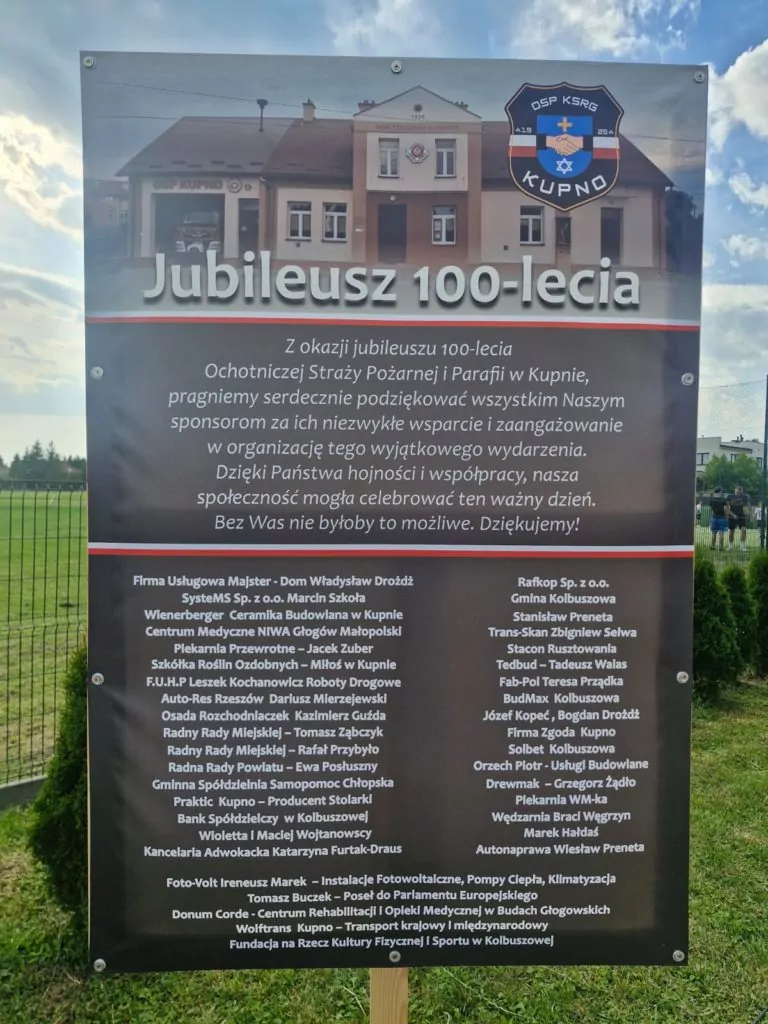 OSP KSRG
19 25
KUPNO
OSP KUPNO
Jubileusz 100-lecia
Z okazji jubileuszu 100-lecia
Ochotniczej Straży Pożarnej i Parafii w Kupnie,
pragniemy serdecznie podziękować wszystkim Naszym
sponsorom za ich niezwykłe wsparcie i zaangażowanie
w organizację tego wyjątkowego wydarzenia.
Dzięki Państwa hojności i współpracy, nasza
społeczność mogła celebrować ten ważny dzień.
Bez Was nie byłoby to możliwe. Dziękujemy!
Firma Usługowa Majster - Dom Władysław Drożdż
SysteMS Sp. z o.o. Marcin Szkoła
Wienerberger Ceramika Budowlana w Kupnie
Centrum Medyczne NIWA Głogów Małopolski
Piekarnia Przewrotne – Jacek Zuber
Szkółka Roślin Ozdobnych – Miłoś w Kupnie
F.U.H.P Leszek Kochanowicz Roboty Drogowe
Auto-Res Rzeszów Dariusz Mierzejewski
Osada Rozchodniaczek Kazimierz Guźda
Radny Rady Miejskiej – Tomasz Ząbczyk
Radny Rady Miejskiej – Rafał Przybyło
Radna Rady Powiatu – Ewa Posłuszny
Gminna Spółdzielnia Samopomoc Chłopska
Praktic Kupno – Producent Stolarki
Bank Spółdzielczy w Kolbuszowej
Wioletta i Maciej Wojtanowscy
Kancelaria Adwokacka Katarzyna Furtak-Draus
Rafkop Sp. z o.o.
Gmina Kolbuszowa
Stanisław Preneta
Trans-Skan Zbigniew Selwa
Stacon Rusztowania
Tedbud – Tadeusz Walas
Fab-Pol Teresa Prządka
BudMax Kolbuszowa
Józef Kopeć , Bogdan Drożdż
Firma Zgoda Kupno
Solbet Kolbuszowa
Orzech Piotr - Usługi Budowlane
Drewmak – Grzegorz Żądło
Piekarnia WM-ka
Wędzarnia Braci Węgrzyn
Marek Hałdaś
Autonaprawa Wiesław Preneta
Foto-Volt Ireneusz Marek – Instalacje Fotowoltaiczne, Pompy Ciepła, Klimatyzacja
Tomasz Buczek – Poseł do Parlamentu Europejskiego
Donum Corde - Centrum Rehabilitacji i Opieki Medycznej w Budach Głogowskich
Wolftrans Kupno – Transport krajowy i międzynarodowy
Fundacja na Rzecz Kultury Fizycznej i Sportu w Kolbuszowej